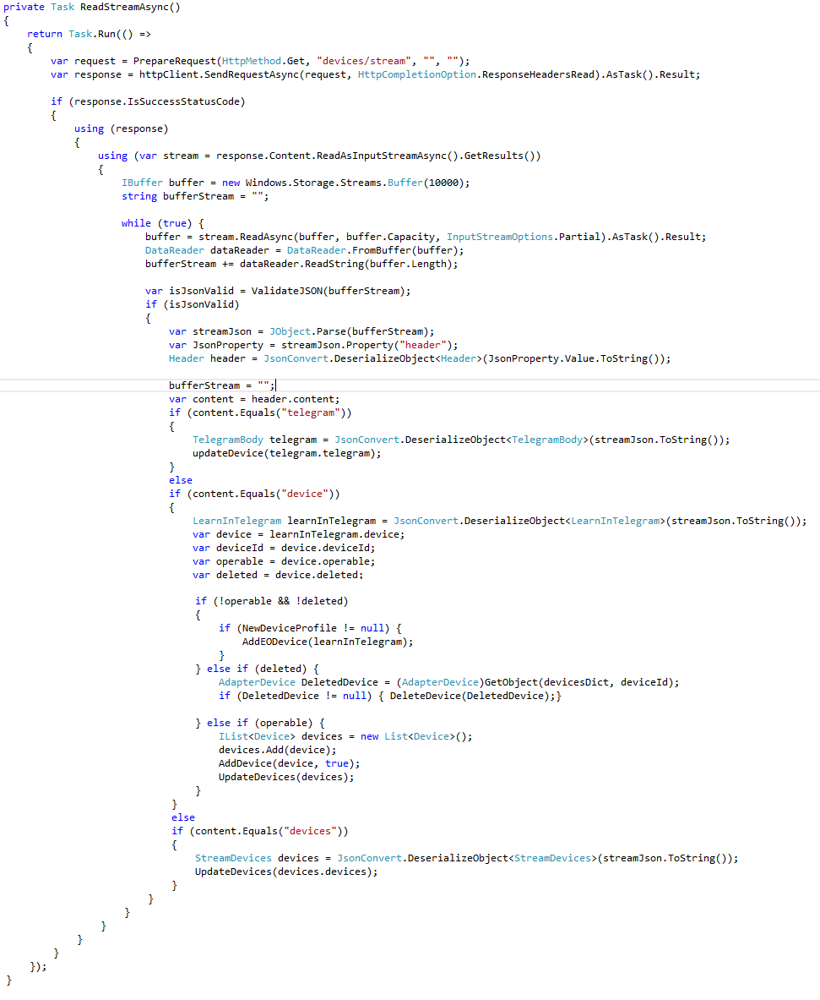 private Task ReadStreamAsync()
{
    return Task.Run(() =>
    {
        var request = PrepareRequest(HttpMethod.Get, "devices/stream", "", "");
        var response = httpClient.SendRequestAsync(request, HttpCompletionOption.ResponseHeadersRead).AsTask().Result;

        if (response.IsSuccessStatusCode)
        {
            using (response)
            {
                using (var stream = response.Content.ReadAsInputStreamAsync().GetResults())
                {
                    IBuffer buffer = new Windows.Storage.Streams.Buffer(10000);
                    string bufferStream = "";

                    while (true) {
                        buffer = stream.ReadAsync(buffer, buffer.Capacity, InputStreamOptions.Partial).AsTask().Result;
                        DataReader dataReader = DataReader.FromBuffer(buffer);
                        bufferStream += dataReader.ReadString(buffer.Length);

                        var isJsonValid = ValidateJSON(bufferStream);
                        if (isJsonValid)
                        {
                            var streamJson = JObject.Parse(bufferStream);
                            var JsonProperty = streamJson.Property("header");
                            Header header = JsonConvert.DeserializeObject<Header>(JsonProperty.Value.ToString());

                            bufferStream = "";
                            var content = header.content;
                            if (content.Equals("telegram"))
                            {
                                TelegramBody telegram = JsonConvert.DeserializeObject<TelegramBody>(streamJson.ToString());
                                updateDevice(telegram.telegram);
                            }
                            else
                            if (content.Equals("device"))
                            {
                                LearnInTelegram learnInTelegram = JsonConvert.DeserializeObject<LearnInTelegram>(streamJson.ToString());
                                var device = learnInTelegram.device;
                                var deviceId = device.deviceId;
                                var operable = device.operable;
                                var deleted = device.deleted;

                                if (!operable && !deleted)
                                {
                                    if (NewDeviceProfile != null) {
                                        AddEODevice(learnInTelegram);
                                    }
                                } else if (deleted) {
                                    AdapterDevice DeletedDevice = (AdapterDevice)GetObject(devicesDict, deviceId);
                                    if (DeletedDevice != null) { DeleteDevice(DeletedDevice);}

                                } else if (operable) {
                                    IList<Device> devices = new List<Device>();
                                    devices.Add(device);
                                    AddDevice(device, true);
                                    UpdateDevices(devices);
                                }
                            }
                            else
                            if (content.Equals("devices"))
                            {
                                StreamDevices devices = JsonConvert.DeserializeObject<StreamDevices>(streamJson.ToString());
                                UpdateDevices(devices.devices);
                            }
                        }
                    }
                }
            }
        }
    });
}